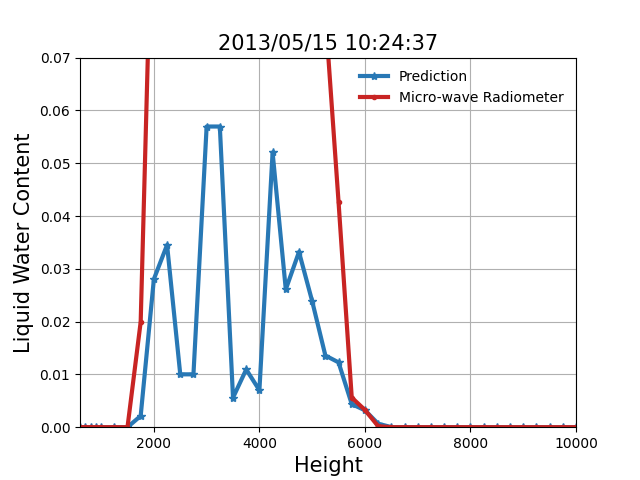 2013/05/15 10:24:37
0.07
0.06
0.05
0.04
0.03
0.02
0.01
0.00
Liquid Water Content
Prediction
Micro-wave Radiometer
2000 4000 6000 8000 10000
Height